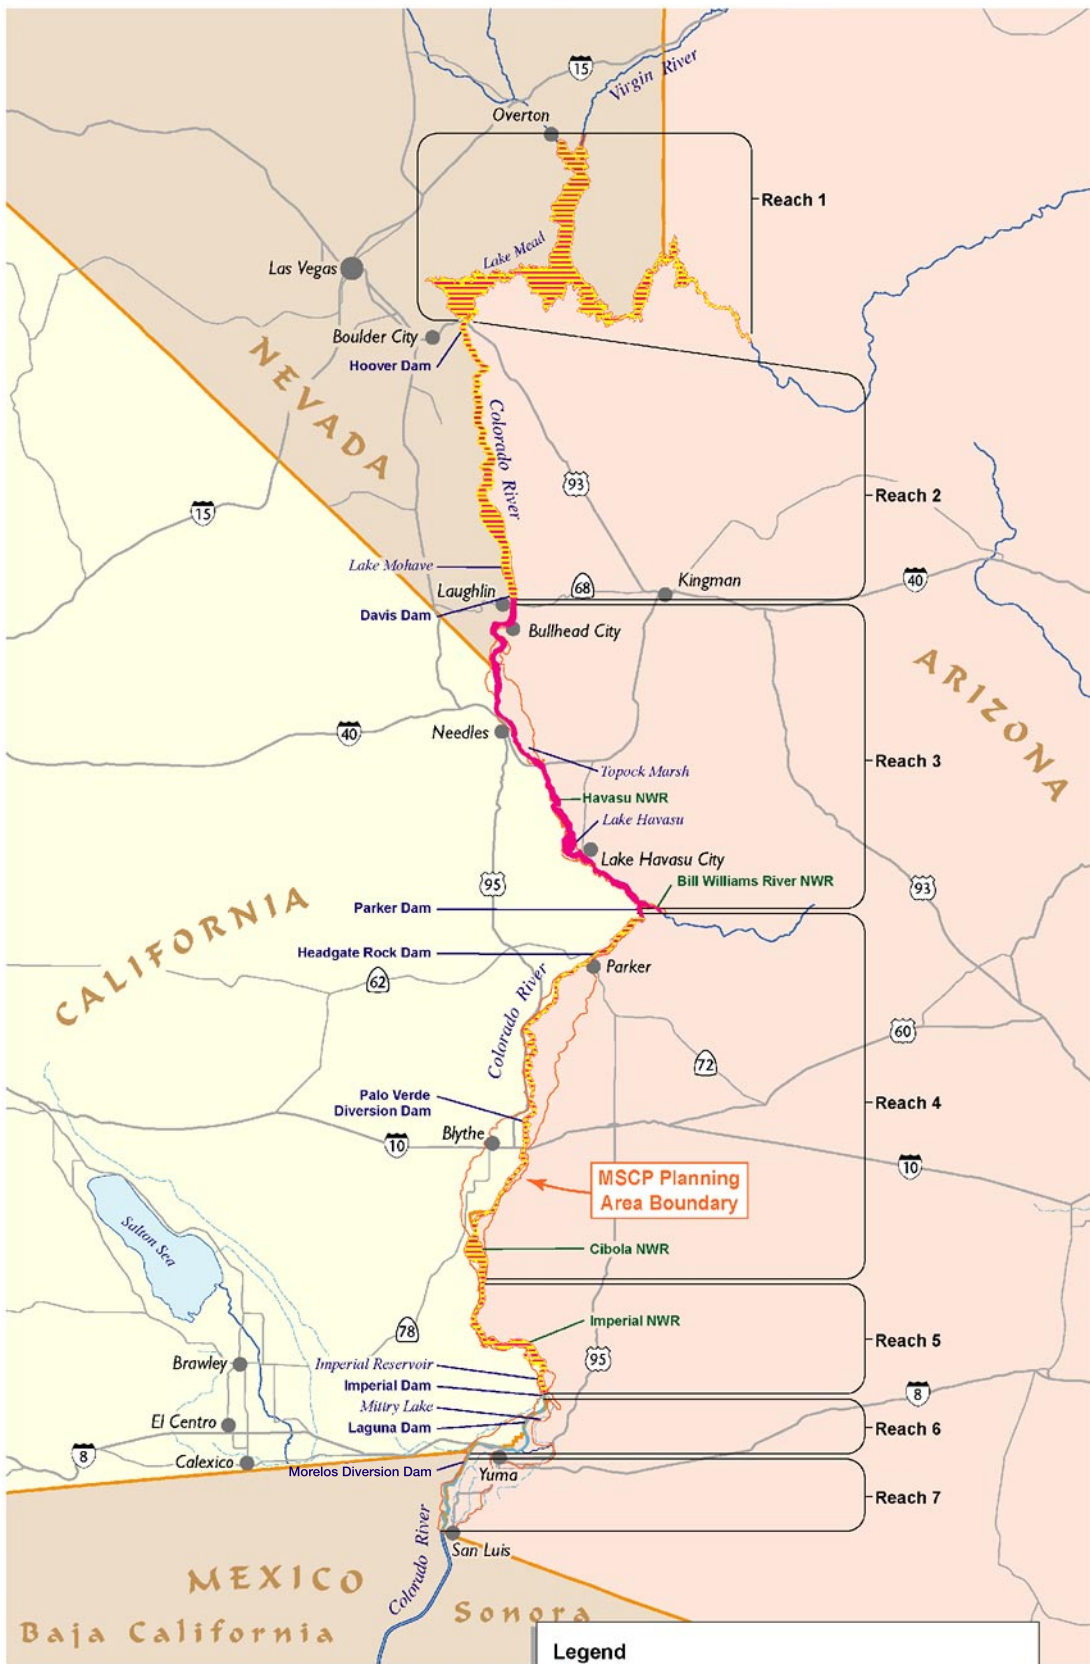 15
Virgin River
Overton
Reach 1
Lake Mead
Las Vegas
Boulder City
Hoover Dam
NEVADA
Colorado River
93
Reach 2
15
Lake Mohave
Laughlin
68
Kingman
40
Davis Dam
Bullhead City
ARIZONA
40
Needles
Topock Marsh
Reach 3
Havasu NWR
Lake Havasu
Lake Havasu City
95
Bill Williams River NWR
93
CALIFORNIA
Parker Dam
Headgate Rock Dam
Parker
62
Colorado River
60
72
Palo Verde
Diversion Dam
Reach 4
Blythe
10
10
MSCP Planning
Area Boundary
Salton Sea
Cibola NWR
Imperial NWR
78
Reach 5
Brawley
Imperial Reservoir
95
Imperial Dam
8
Mittry Lake
El Centro
Laguna Dam
Reach 6
8
Calexico
Morelos Diversion Dam
Yuma
Reach 7
Colorado River
San Luis
MEXICO
Baja California
Sonora
Legend